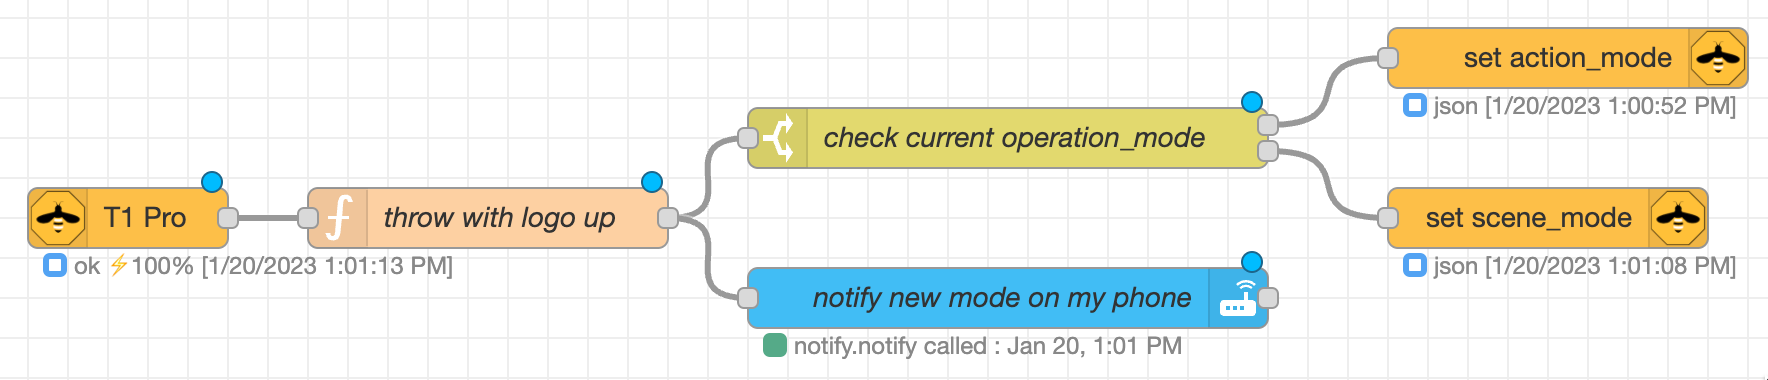 set action_mode
json [1/20/2023 1:00:52 PM]
check current operation_mode
T1 Pro
ok ⚡100% [1/20/2023 1:01:13 PM]
throw with logo up
set scene_mode
json [1/20/2023 1:01:08 PM]
notify new mode on my phone
notify.notify called : Jan 20, 1:01 PM